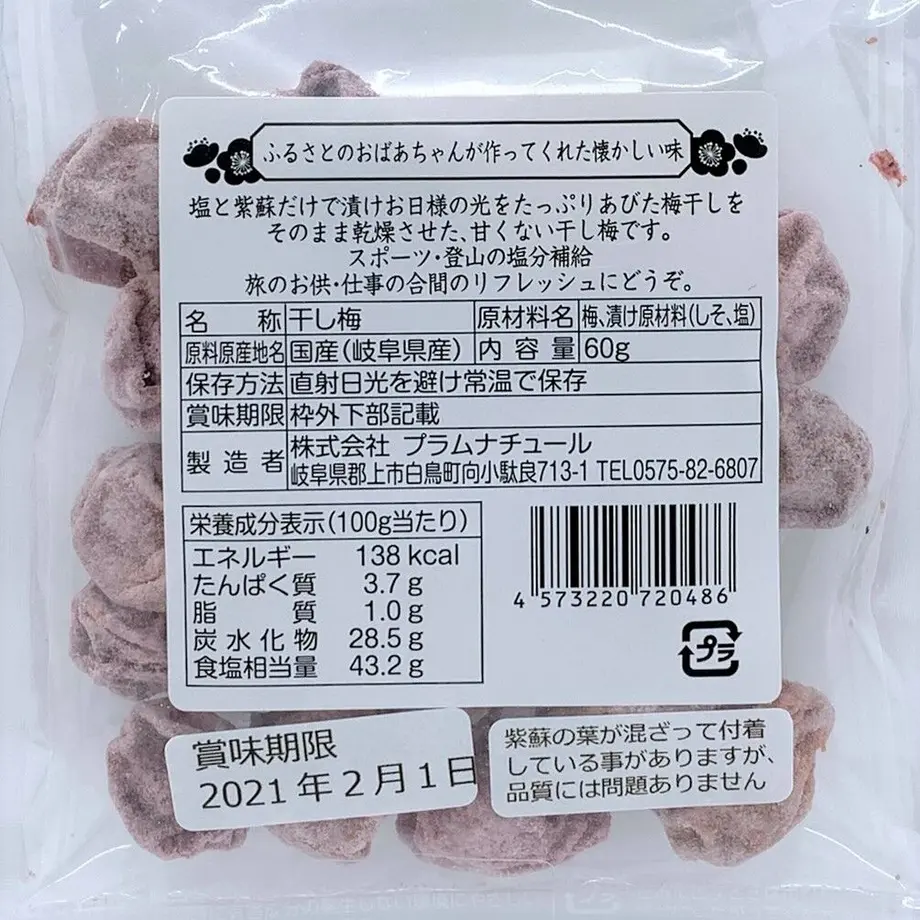 ふるさとのおばあちゃんが作ってくれた懐かしい味
塩と紫蘇だけで漬けお日様の光をたっぷりあびた梅干しを
そのまま乾燥させた、甘くない干し梅です。
スポーツ・登山の塩分補給
旅のお供・仕事の合間のリフレッシュにどうぞ。
名称 干し梅 原材料名 梅、漬け原材料(しそ、塩)
原料原産地名 国産(岐阜県産) 内容量 60g
保存方法 直射日光を避け常温で保存
賞味期限 枠外下部記載
製造者 株式会社 プラムナチュール
岐阜県郡上市白鳥町向小駄良713-1 TEL0575-82-6807
栄養成分表示(100g当たり)
エネルギー 138 kcal
たんぱく質 3.7 g
脂質 1.0 g
炭水化物 28.5 g
食塩相当量 43.2 g
4 573220 720486
プラ
賞味期限
2021年2月1日
紫蘇の葉が混ざって付着
している事がありますが、
品質には問題ありません